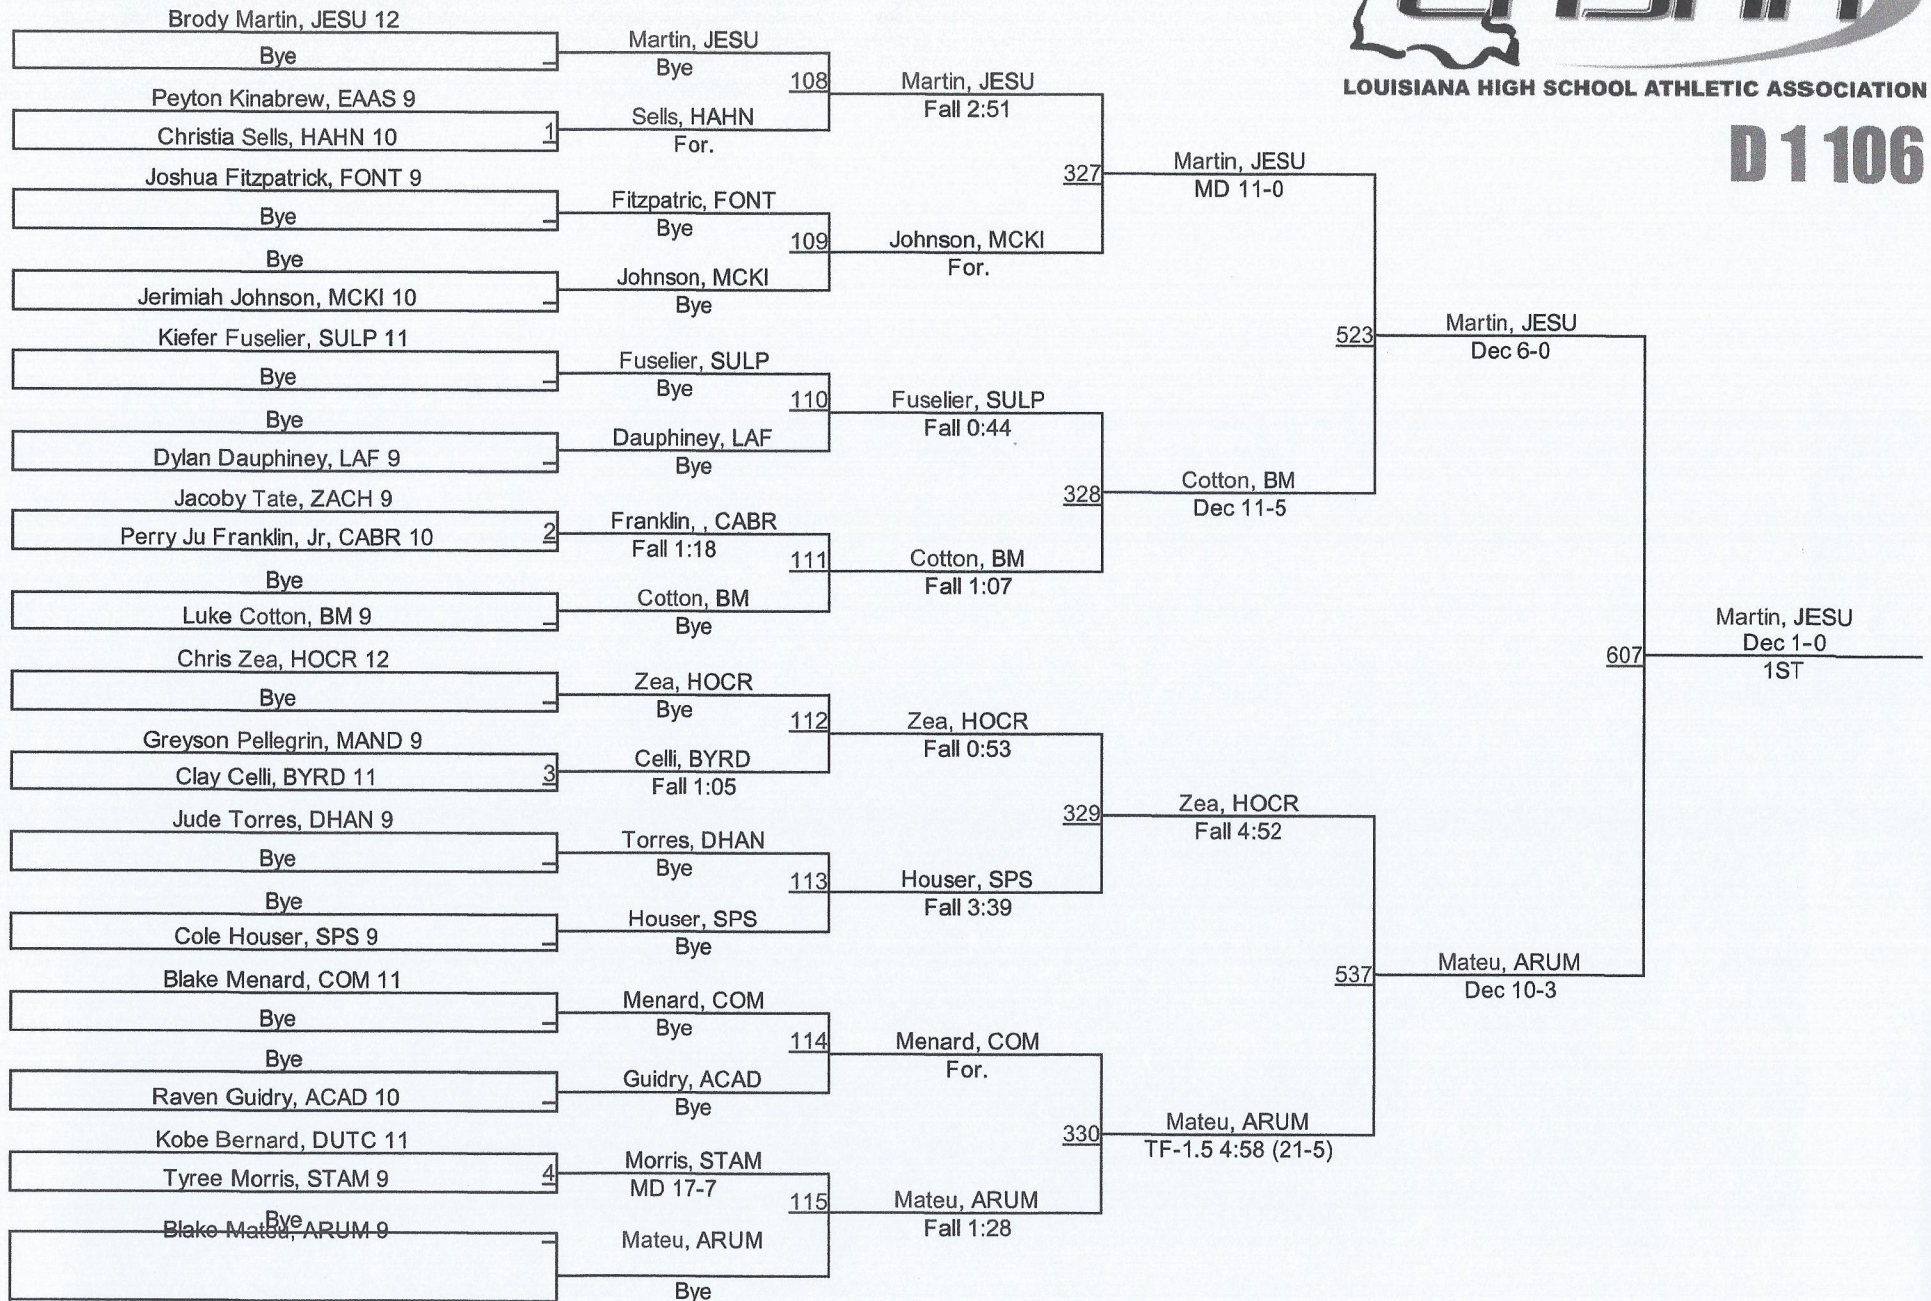 LHSAA
LOUISIANA HIGH SCHOOL ATHLETIC ASSOCIATION
D 1 106
Brody Martin, JESU 12
Bye
Peyton Kinabrew, EAAS 9
Christia Sells, HAHN 10
1
Joshua Fitzpatrick, FONT 9
Bye
Bye
Jerimiah Johnson, MCKI 10
Kiefer Fuselier, SULP 11
Bye
Bye
Dylan Dauphiney, LAF 9
Jacoby Tate, ZACH 9
Perry Ju Franklin, Jr, CABR 10
2
Bye
Luke Cotton, BM 9
Chris Zea, HOCR 12
Bye
Greyson Pellegrin, MAND 9
Clay Celli, BYRD 11
3
Jude Torres, DHAN 9
Bye
Bye
Cole Houser, SPS 9
Blake Menard, COM 11
Bye
Bye
Raven Guidry, ACAD 10
Kobe Bernard, DUTC 11
Tyree Morris, STAM 9
4
Bye
Blake Mateu, ARUM 9
Martin, JESU
Bye
108
Sells, HAHN
For.
Fitzpatric, FONT
Bye
109
Johnson, MCKI
Bye
Fuselier, SULP
Bye
110
Dauphiney, LAF
Bye
Franklin, , CABR
Fall 1:18
111
Cotton, BM
Bye
Zea, HOCR
Bye
112
Celli, BYRD
Fall 1:05
Torres, DHAN
Bye
113
Houser, SPS
Bye
Menard, COM
Bye
114
Guidry, ACAD
Bye
Morris, STAM
MD 17-7
115
Mateu, ARUM
Bye
Martin, JESU
Fall 2:51
327
Johnson, MCKI
For.
Fuselier, SULP
Fall 0:44
328
Cotton, BM
Fall 1:07
Zea, HOCR
Fall 0:53
329
Houser, SPS
Fall 3:39
Menard, COM
For.
330
Mateu, ARUM
Fall 1:28
Martin, JESU
MD 11-0
523
Cotton, BM
Dec 11-5
Zea, HOCR
Fall 4:52
537
Mateu, ARUM
TF-1.5 4:58 (21-5)
Martin, JESU
Dec 6-0
607
Mateu, ARUM
Dec 10-3
Martin, JESU
Dec 1-0
1ST